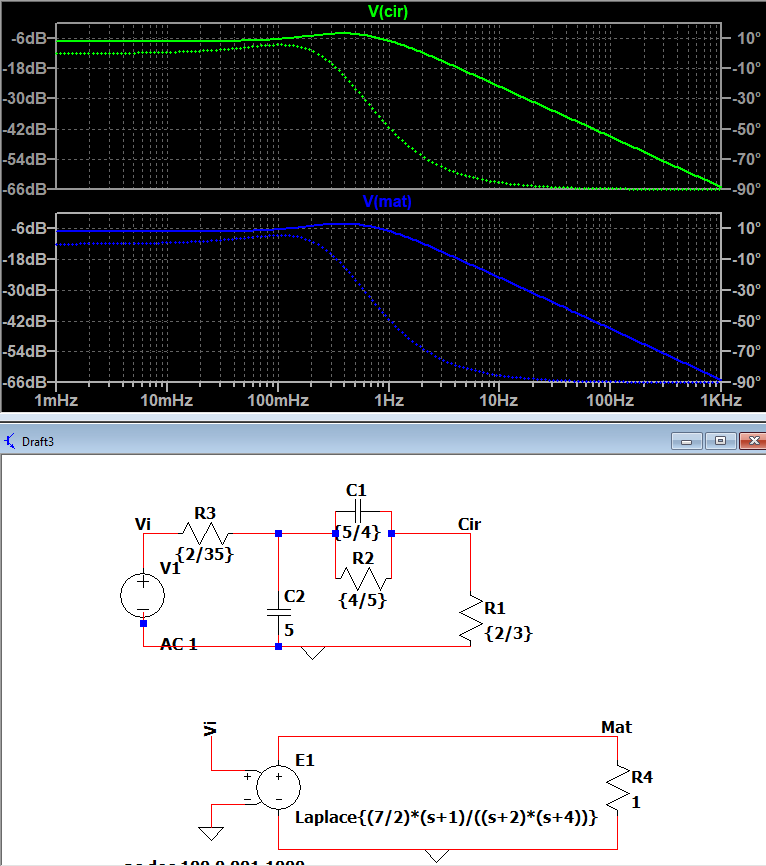 V(cir)
-6dB
-18dB
-30dB
-42dB
-54dB
-66dB
10°
-10°
-30°
-50°
-70°
-90°
V(mat)
-6dB
-18dB
-30dB
-42dB
-54dB
-66dB
10°
-10°
-30°
-50°
-70°
-90°
1mHz 10mHz 100mHz 1Hz 10Hz 100Hz 1KHz
Draft3
Vi
R3
{2/35}
V1
AC 1
C2
5
C1
{5/4}
R2
{4/5}
Cir
R1
{2/3}
Vi
E1
Laplace{(7/2)*(s+1)/((s+2)*(s+4))}
Mat
R4
1